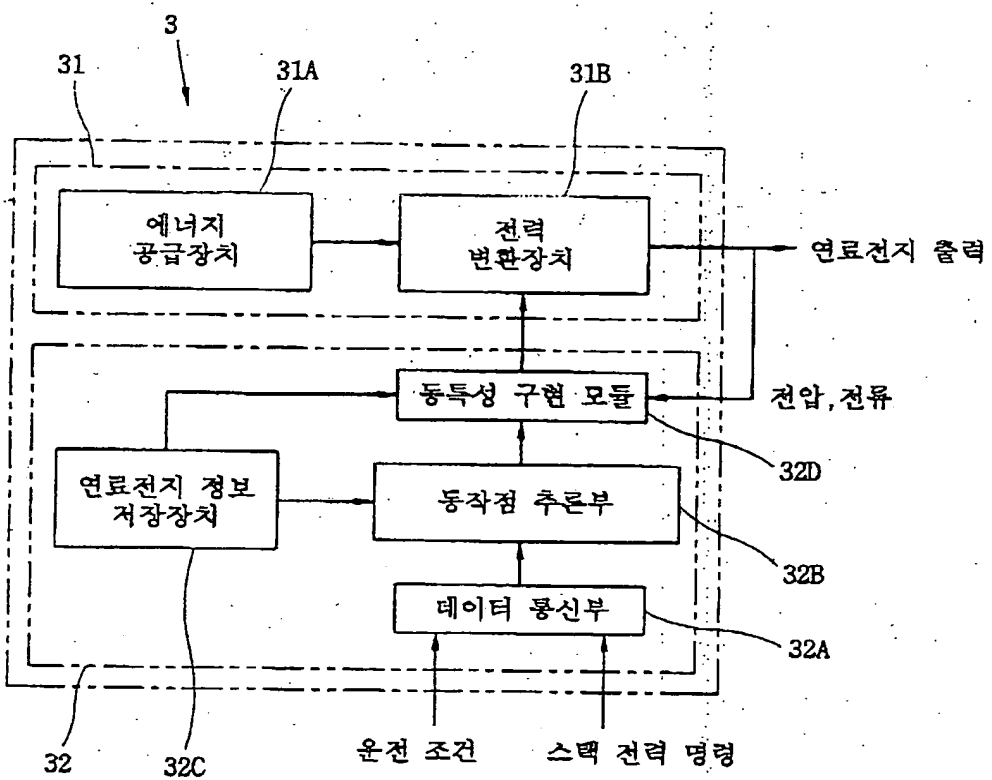 3
31
31A
31B
에너지
공급장치
전력
변환장치
연료전지 출력
동특성 구현 모듈
전압,전류
32D
연료전지 정보
저장장치
동작점 추론부
32B
데이터 통신부
32A
32
32C
운전 조건
스택 전력 명령